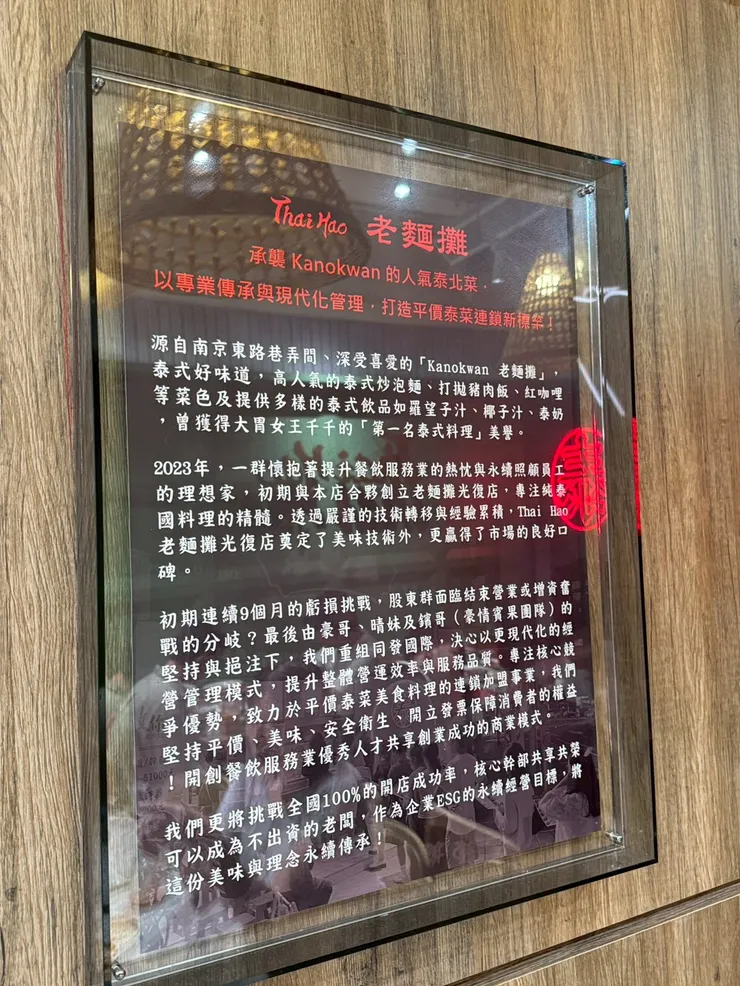 Thai Hao 老麵攤
承襲 Kanokwan 的人氣泰北菜，
以專業傳承與現代化管理，打造平價泰菜連鎖新標竿！
源自南京東路巷弄間、深受喜愛的「Kanokwan 老麵攤」，
泰式好味道，高人氣的泰式炒泡麵、打拋豬肉飯、紅咖哩
等菜色及提供多樣的泰式飲品如羅望子汁、椰子汁、泰奶
，曾獲得大胃女王千千的「第一名泰式料理」美譽。
2023年，一群懷抱著提升餐飲服務業的熱忱與永續照顧員工
的理想家，初期與本店合夥創立老麵攤光復店，專注純泰
國料理的精髓。透過嚴謹的技術轉移與經驗累積，Thai Hao
老麵攤光復店奠定了美味技術外，更贏得了市場的良好口
碑。
初期連續9個月的虧損挑戰，股東群面臨結束營業或增資奮
戰的分歧？最後由豪哥、晴妹及鑌哥（豪情賓果團隊）的
堅持與挹注下，我們重組同發國際，決心以更現代化的經
營管理模式，提升整體營運效率與服務品質。專注核心競
爭優勢，致力於平價泰菜美食料理的連鎖加盟事業，我們
堅持平價、美味、安全衛生、開立發票保障消費者的權益
！開創餐飲服務業優秀人才共享創業成功的商業模式。
我們更將挑戰全國100%的開店成功率，核心幹部共享共榮
可以成為不出資的老闆，作為企業ESG的永續經營目標，將
這份美味與理念永續傳承！